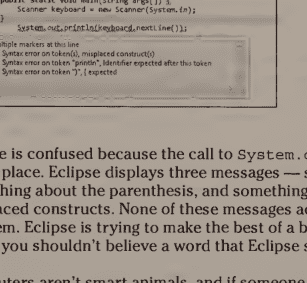 public static void main(String args[]) {
Scanner keyboard = new Scanner(System.in);
}
System.out.println(keyboard.nextLine());
ltiple markers at this line
Syntax error on token(s), misplaced construct(s)
Syntax error on token "println", Identifier expected after this token
Syntax error on token ")", { expected
e is confused because the call to System.
place. Eclipse displays three messages —
hing about the parenthesis, and something
aced constructs. None of these messages
em. Eclipse is trying to make the best of a b
you shouldn't believe a word that Eclipse s
uters aren't smart animals, and if someone